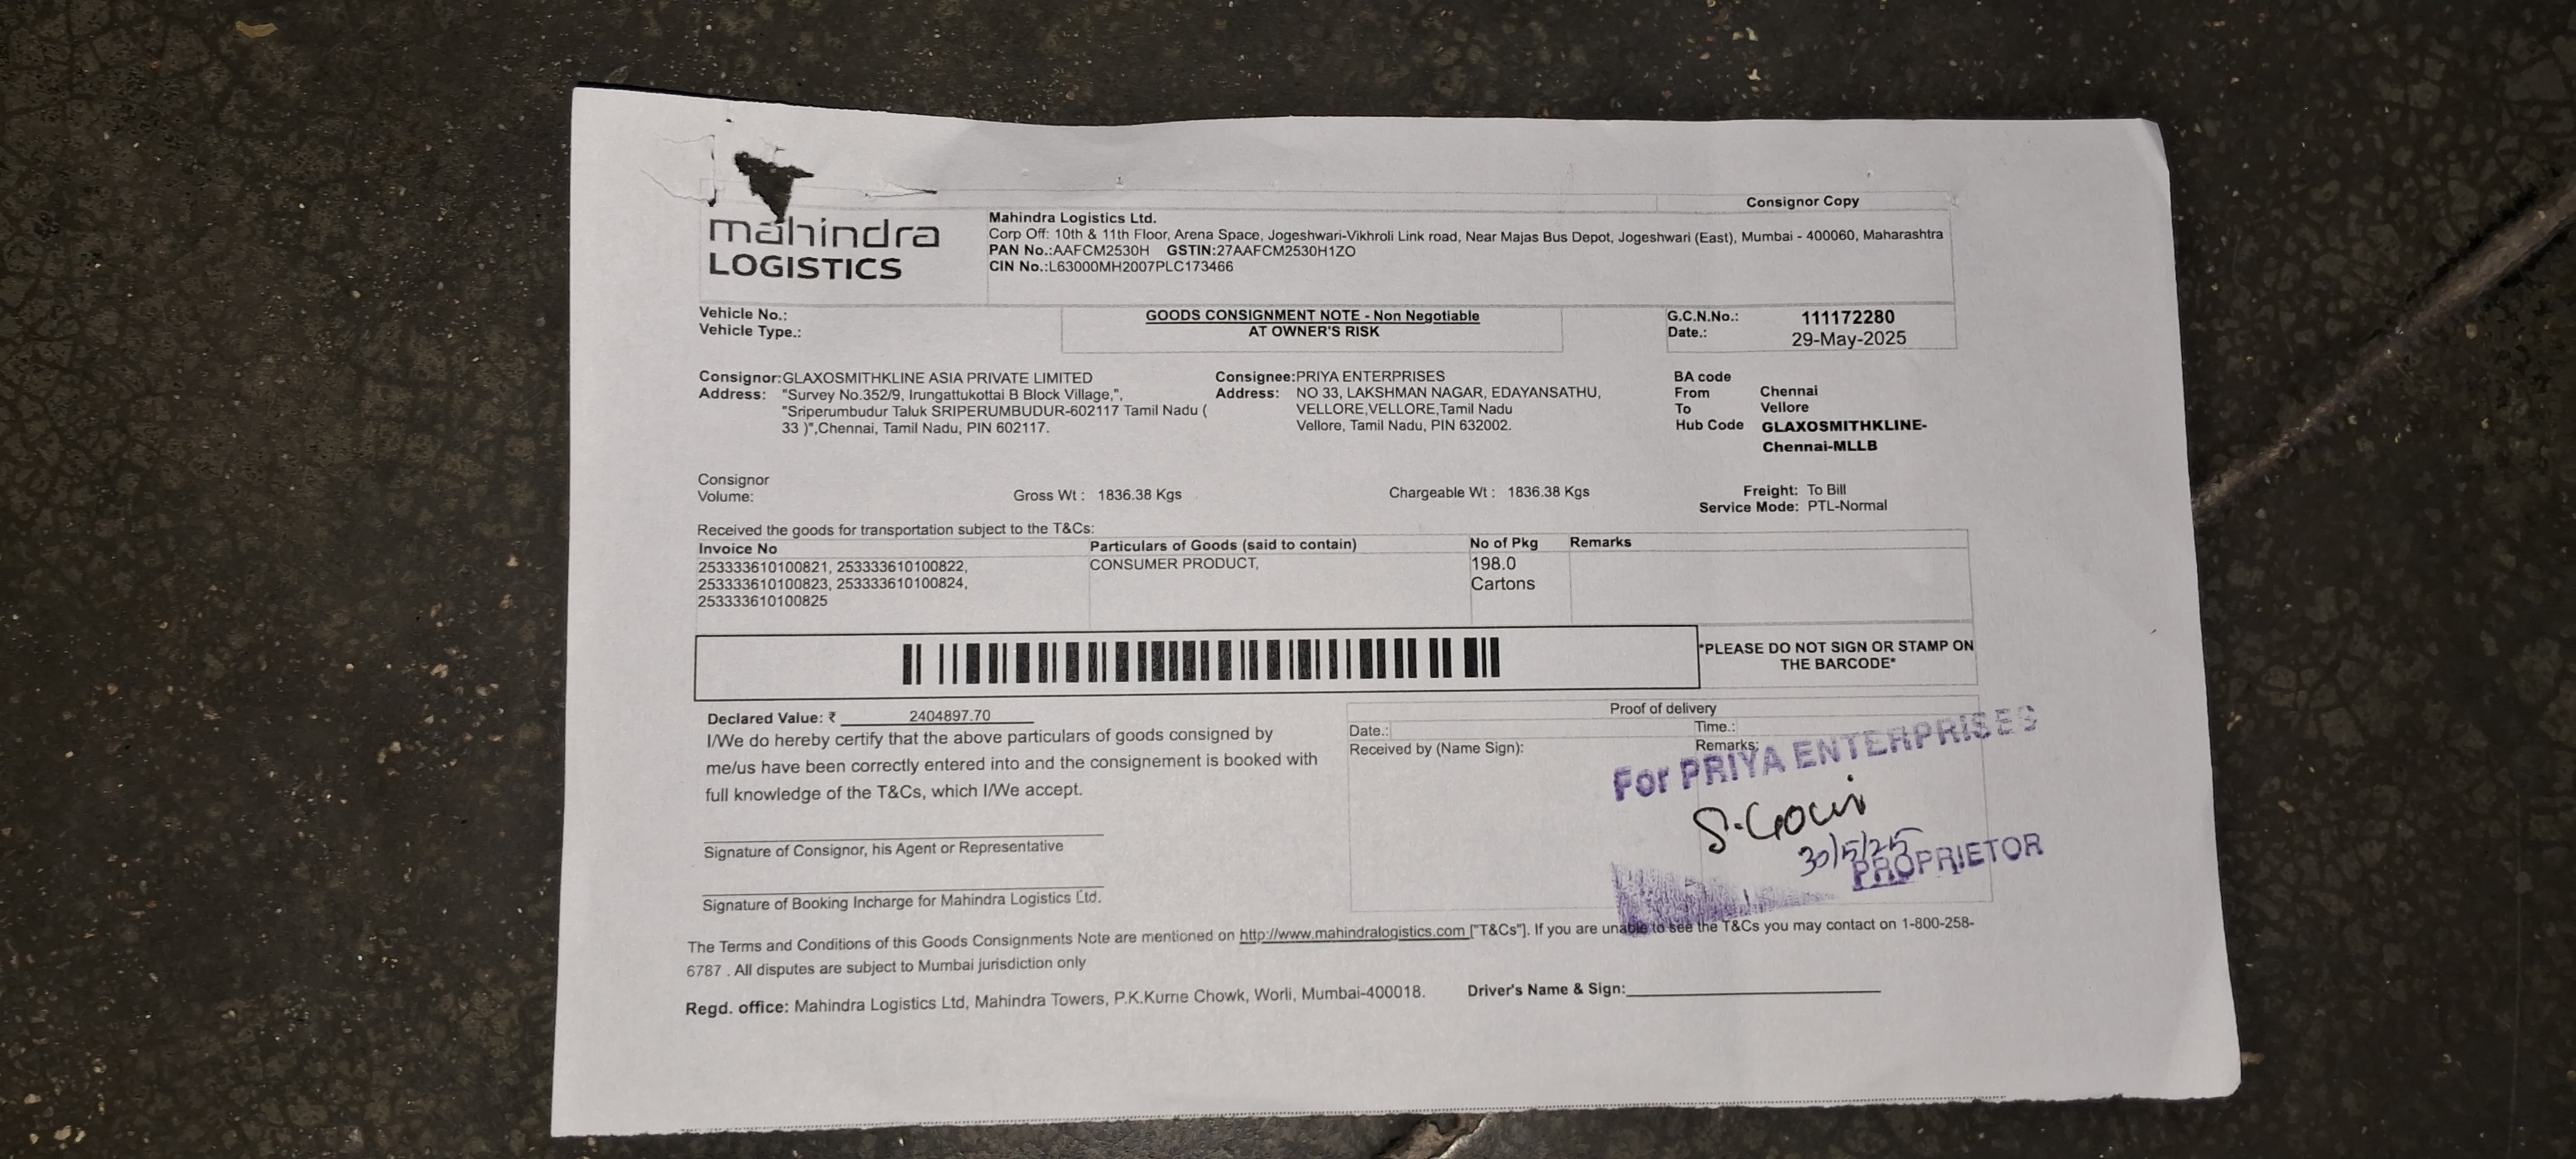 Consignor Copy
mahindra
LOGISTICS
Mahindra Logistics Ltd.
Corp Off: 10th & 11th Floor, Arena Space, Jogeshwari-Vikhroli Link road, Near Majas Bus Depot, Jogeshwari (East), Mumbai - 400060, Maharashtra
PAN No.:AAFCM2530H GSTIN:27AAFCM2530H1ZO
CIN No.:L63000MH2007PLC173466
Vehicle No.:
Vehicle Type.:
GOODS CONSIGNMENT NOTE - Non Negotiable
AT OWNER'S RISK
G.C.N.No.: 111172280
Date.: 29-May-2025
Consignor:GLAXOSMITHKLINE ASIA PRIVATE LIMITED
Address: "Survey No.352/9, Irungattukottai B Block Village,",
"Sriperumbudur Taluk SRIPERUMBUDUR-602117 Tamil Nadu (
33 )",Chennai, Tamil Nadu, PIN 602117.
Consignee:PRIYA ENTERPRISES
Address: NO 33, LAKSHMAN NAGAR, EDAYANSATHU,
VELLORE,VELLORE,Tamil Nadu
Vellore, Tamil Nadu, PIN 632002.
BA code
From Chennai
To Vellore
Hub Code GLAXOSMITHKLINE-
Chennai-MLLB
Consignor
Volume:
Gross Wt : 1836.38 Kgs
Chargeable Wt : 1836.38 Kgs
Freight: To Bill
Service Mode: PTL-Normal
Received the goods for transportation subject to the T&Cs:
Invoice No Particulars of Goods (said to contain) No of Pkg Remarks
253333610100821, 253333610100822,
253333610100823, 253333610100824,
253333610100825
CONSUMER PRODUCT,
198.0
Cartons
*PLEASE DO NOT SIGN OR STAMP ON
THE BARCODE*
Declared Value: ₹ 2404897.70
I/We do hereby certify that the above particulars of goods consigned by
me/us have been correctly entered into and the consignement is booked with
full knowledge of the T&Cs, which I/We accept.
Signature of Consignor, his Agent or Representative
Signature of Booking Incharge for Mahindra Logistics Ltd.
Proof of delivery
Date.: Time.:
Received by (Name Sign): Remarks:
For PRIYA ENTERPRISES
30/5/25
PROPRIETOR
The Terms and Conditions of this Goods Consignments Note are mentioned on http://www.mahindralogistics.com ["T&Cs"]. If you are unable to see the T&Cs you may contact on 1-800-258-
6787 . All disputes are subject to Mumbai jurisdiction only
Regd. office: Mahindra Logistics Ltd, Mahindra Towers, P.K.Kurne Chowk, Worli, Mumbai-400018. Driver's Name & Sign: